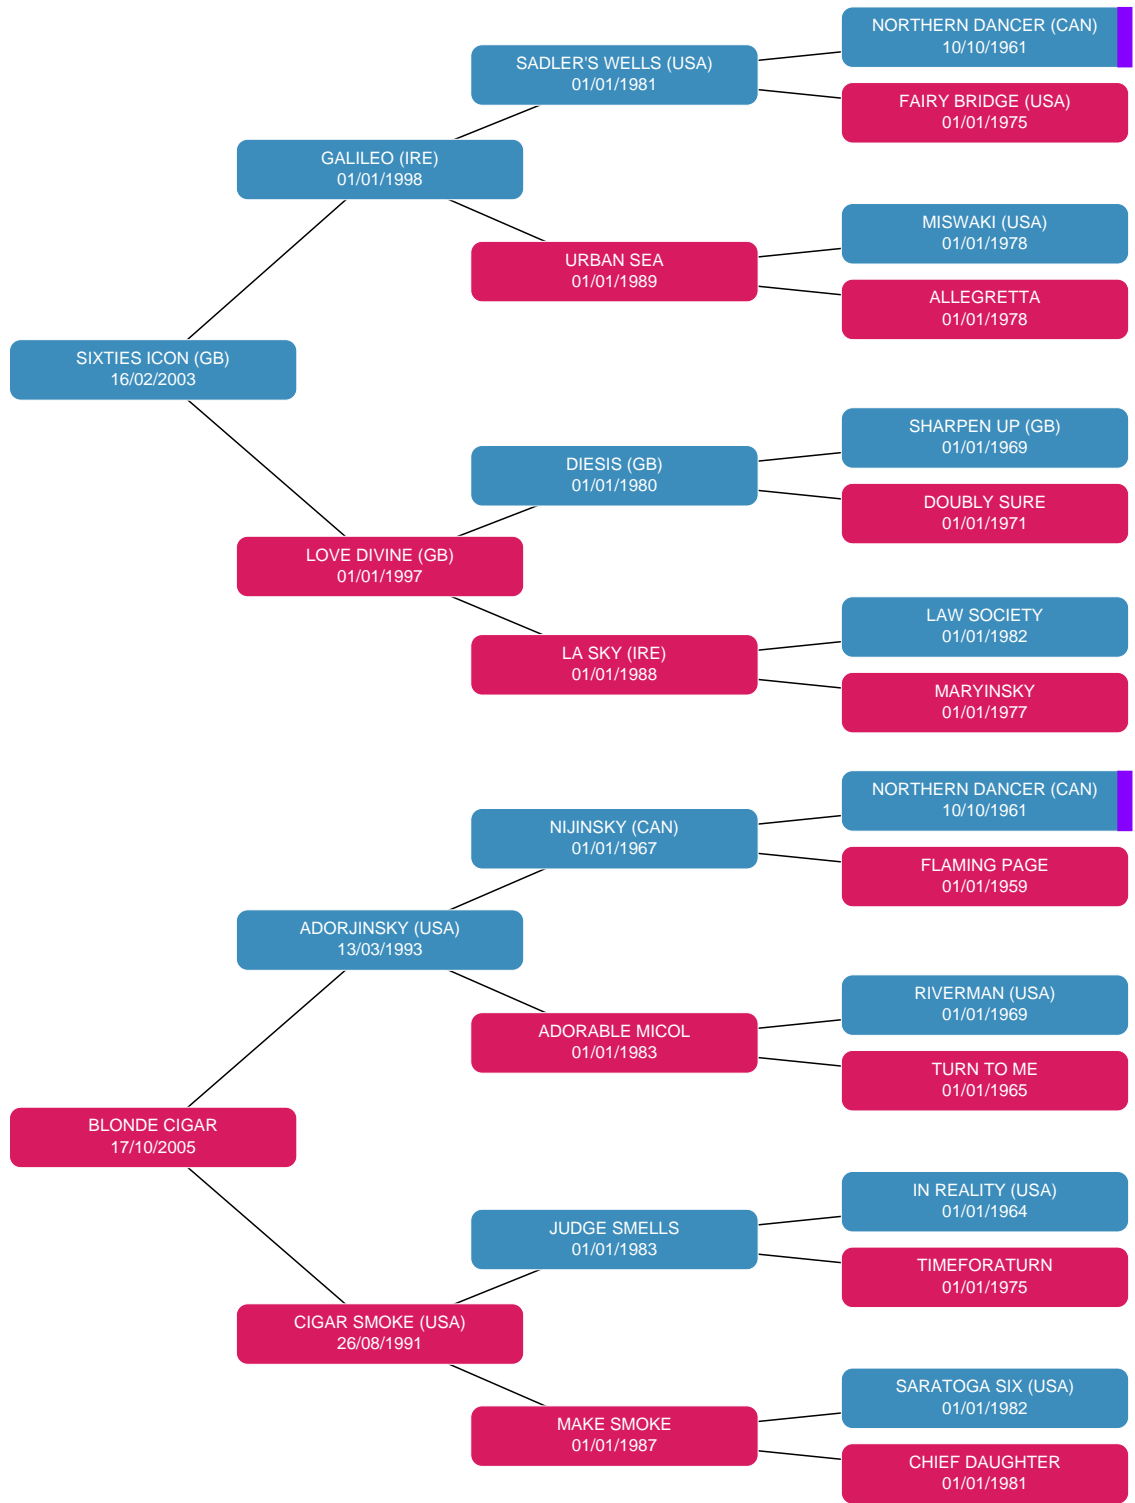 NORTHERN DANCER (CAN)
10/10/1961
SADLER'S WELLS (USA)
01/01/1981
FAIRY BRIDGE (USA)
01/01/1975
GALILEO (IRE)
01/01/1998
MISWAKI (USA)
01/01/1978
URBAN SEA
01/01/1989
ALLEGRETTA
01/01/1978
SIXTIES ICON (GB)
16/02/2003
SHARPEN UP (GB)
01/01/1969
DIESIS (GB)
01/01/1980
DOUBLY SURE
01/01/1971
LOVE DIVINE (GB)
01/01/1997
LAW SOCIETY
01/01/1982
LA SKY (IRE)
01/01/1988
MARYINSKY
01/01/1977
NORTHERN DANCER (CAN)
10/10/1961
NIJINSKY (CAN)
01/01/1967
FLAMING PAGE
01/01/1959
ADORJINSKY (USA)
13/03/1993
RIVERMAN (USA)
01/01/1969
ADORABLE MICOL
01/01/1983
TURN TO ME
01/01/1965
BLONDE CIGAR
17/10/2005
IN REALITY (USA)
01/01/1964
JUDGE SMELLS
01/01/1983
TIMEFORATURN
01/01/1975
CIGAR SMOKE (USA)
26/08/1991
SARATOGA SIX (USA)
01/01/1982
MAKE SMOKE
01/01/1987
CHIEF DAUGHTER
01/01/1981